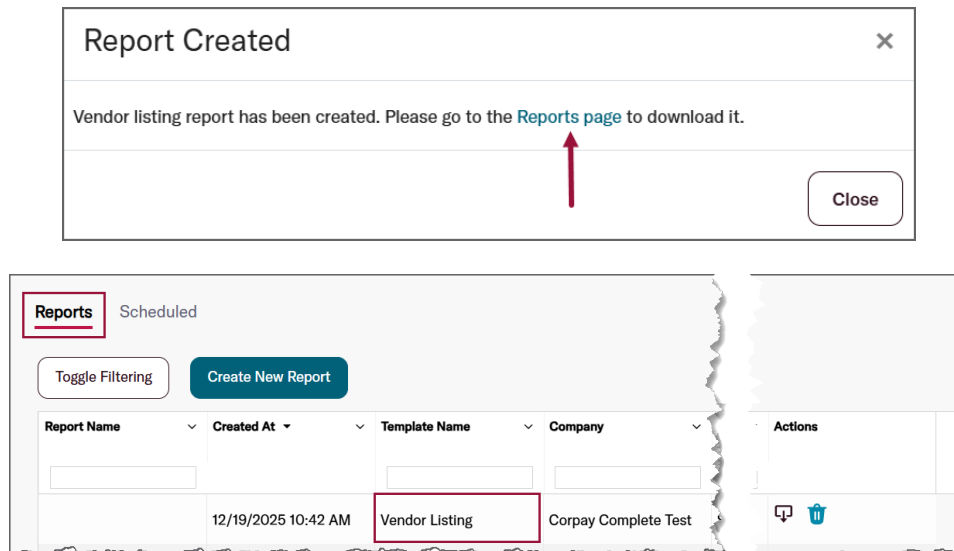 Report Created
×
Vendor listing report has been created. Please go to the Reports page to download it.
Close
Reports Scheduled
Toggle Filtering Create New Report
Report Name Created At Template Name Company Actions
12/19/2025 10:42 AM Vendor Listing Corpay Complete Test